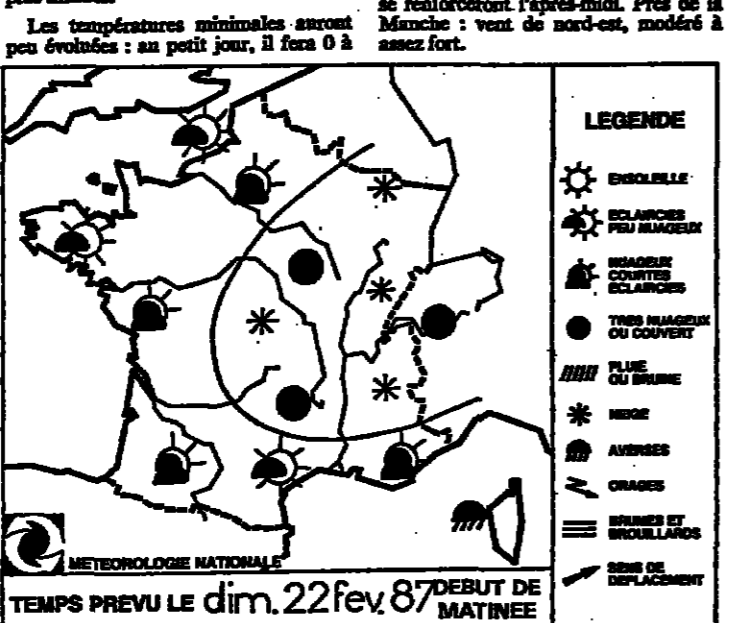 Les températures minimales auront
peu évoluées : au petit jour, il fera 0 à
se renforceront l'après-midi. Près de la
Manche : vent de nord-est, modéré à
assez fort.
LEGENDE
ENSOLEILLE
ECLAIRCIES
PEU NUAGEUX
NUAGEUX
COURTES
ECLAIRCIES
TRES NUAGEUX
OU COUVERT
PLUIE
OU BRUME
NEIGE
AVERSES
ORAGES
BRUMES ET
BROUILLARDS
SENS DE
DEPLACEMENT
METEOROLOGIE NATIONALE
TEMPS PREVU LE dim. 22 fev. 87 DEBUT DE
MATINEE